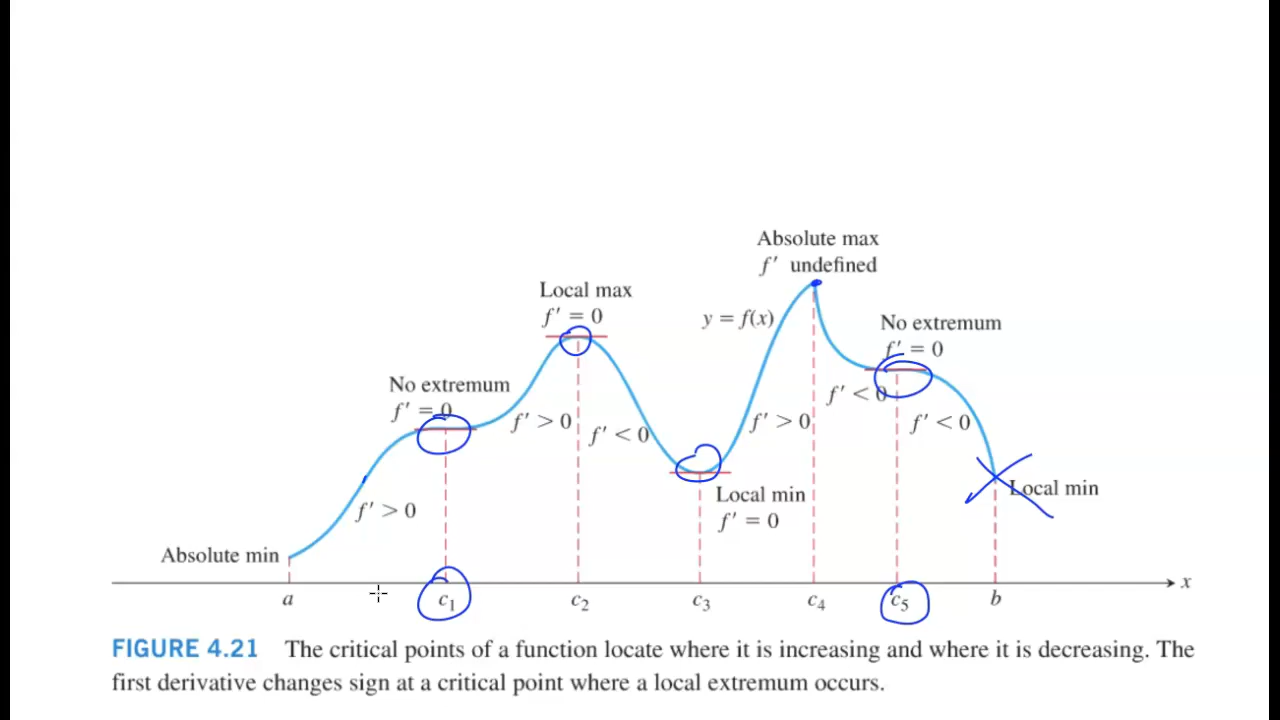 Absolute max
f′ undefined
Local max
f′ = 0
y = f(x)
No extremum
f′ = 0
No extremum
f′ = 0
f′ > 0
f′ < 0
f′ > 0
f′ < 0
f′ < 0
Local min
f′ = 0
Local min
f′ > 0
Absolute min
x
a
c₁
c₂
c₃
c₄
c₅
b
FIGURE 4.21 The critical points of a function locate where it is increasing and where it is decreasing. The
first derivative changes sign at a critical point where a local extremum occurs.